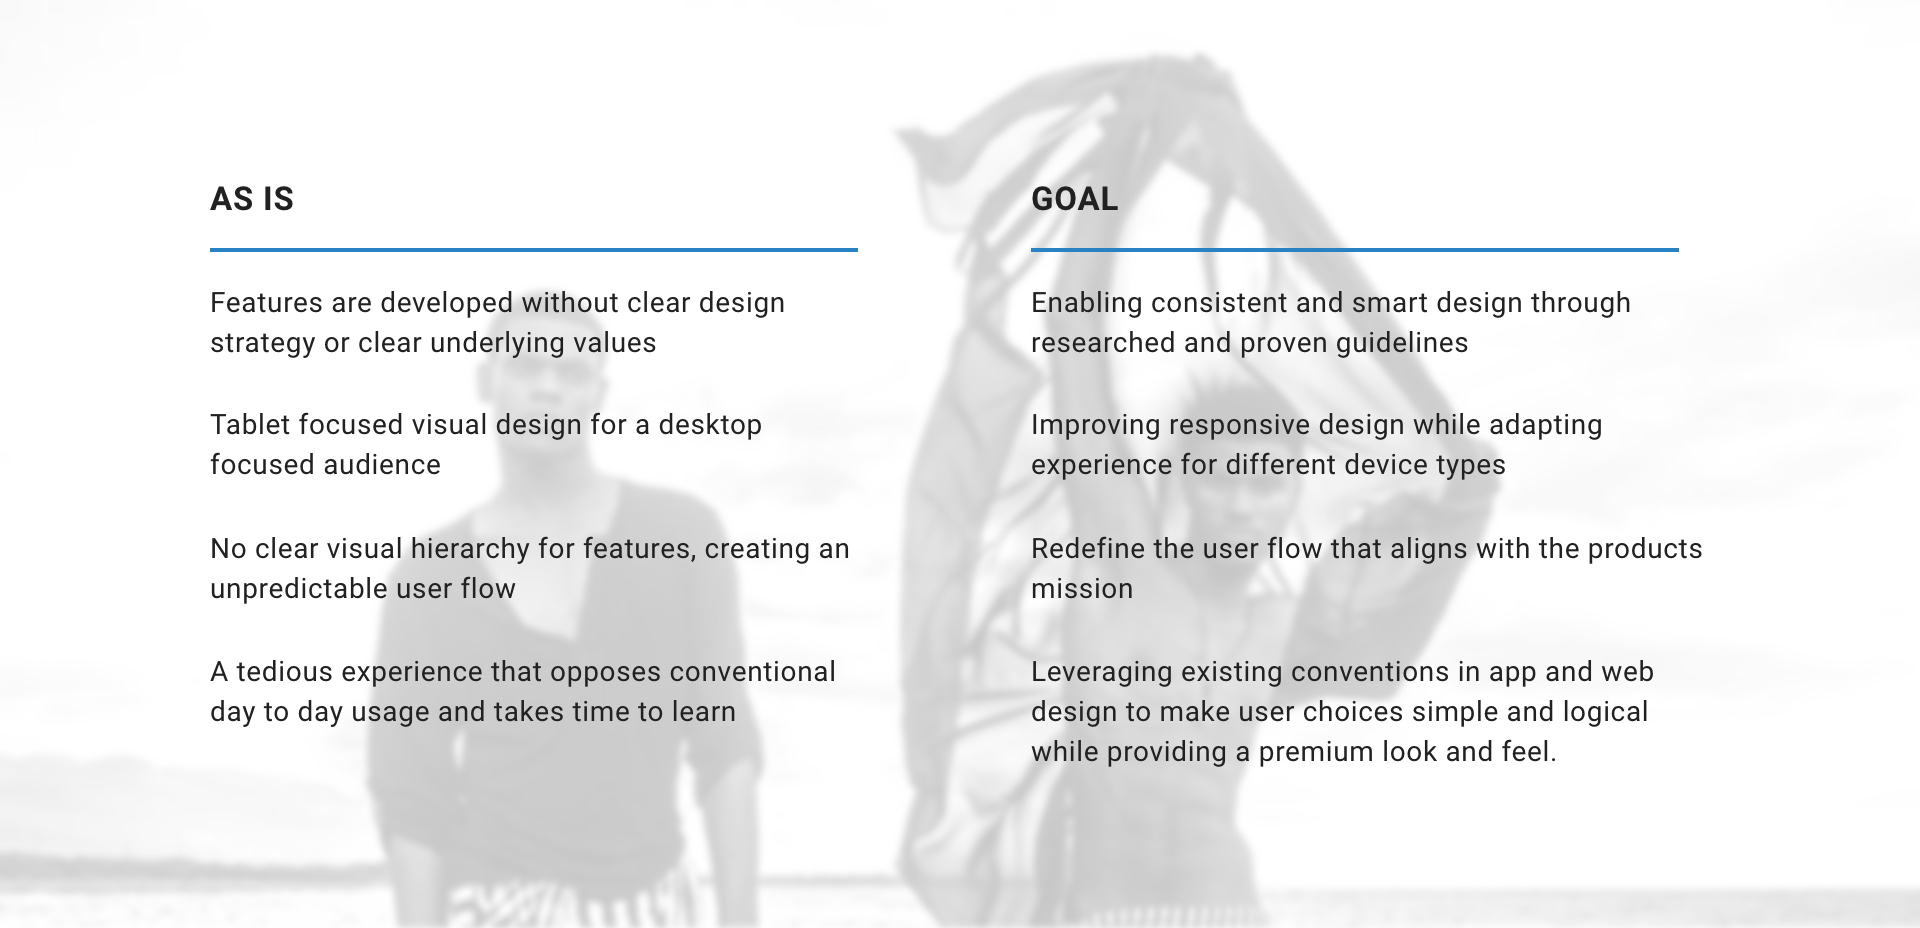 AS IS
Features are developed without clear design
strategy or clear underlying values
Tablet focused visual design for a desktop
focused audience
No clear visual hierarchy for features, creating an
unpredictable user flow
A tedious experience that opposes conventional
day to day usage and takes time to learn
GOAL
Enabling consistent and smart design through
researched and proven guidelines
Improving responsive design while adapting
experience for different device types
Redefine the user flow that aligns with the products
mission
Leveraging existing conventions in app and web
design to make user choices simple and logical
while providing a premium look and feel.